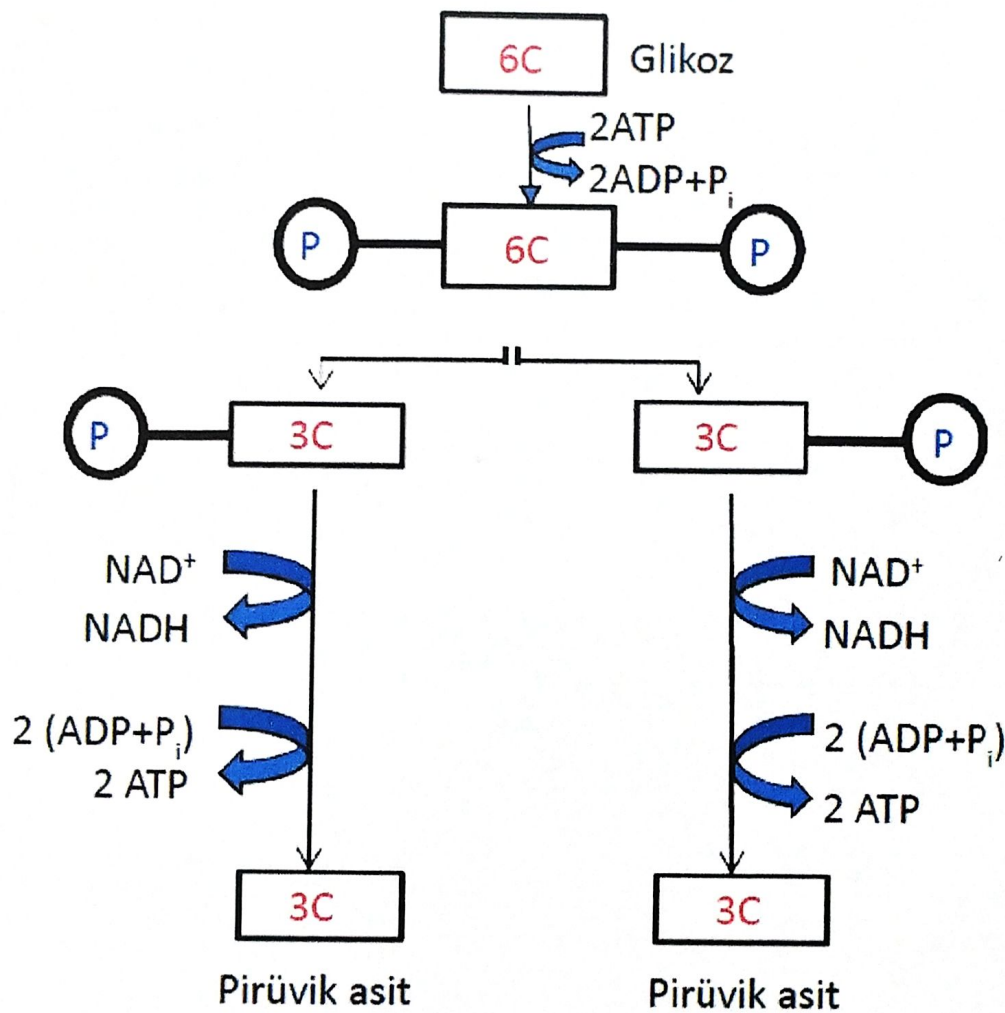 6C Glikoz
2ATP
2ADP+Pi
P 6C P
P 3C 3C P
NAD⁺ NAD⁺
NADH NADH
2 (ADP+Pi) 2 (ADP+Pi)
2 ATP 2 ATP
3C 3C
Pirüvik asit Pirüvik asit